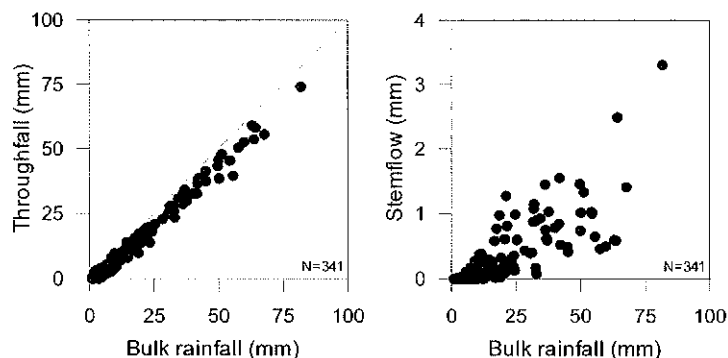 100
75
50
25
0
Throughfall (mm)
N=341
0 25 50 75 100
Bulk rainfall (mm)
4
3
2
1
0
Stemflow (mm)
N=341
0 25 50 75 100
Bulk rainfall (mm)